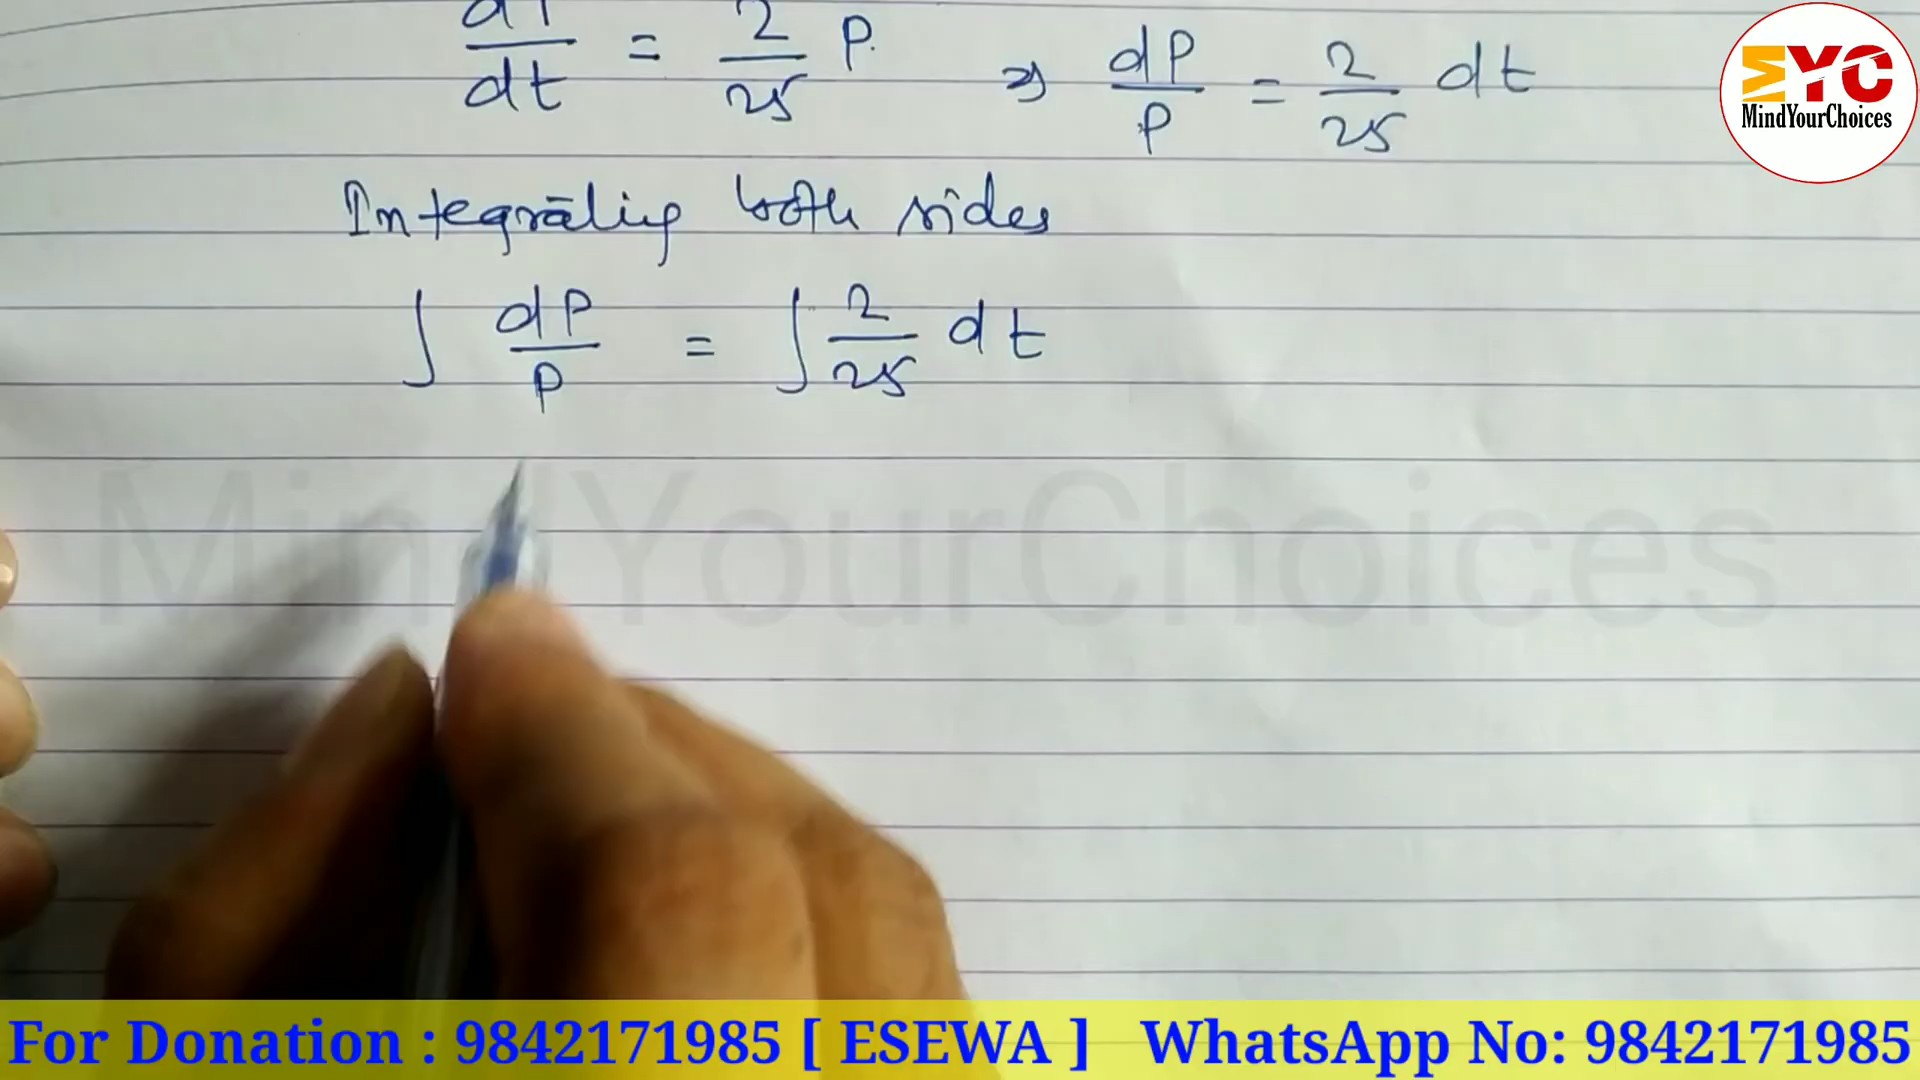 dP/dt = 2/25 P. ⇒ dP/P = 2/25 dt
MYC
MindYourChoices
Integrating both sides
∫ dP/P = ∫ 2/25 dt
MindYourChoices
For Donation : 9842171985 [ ESEWA ] WhatsApp No: 9842171985